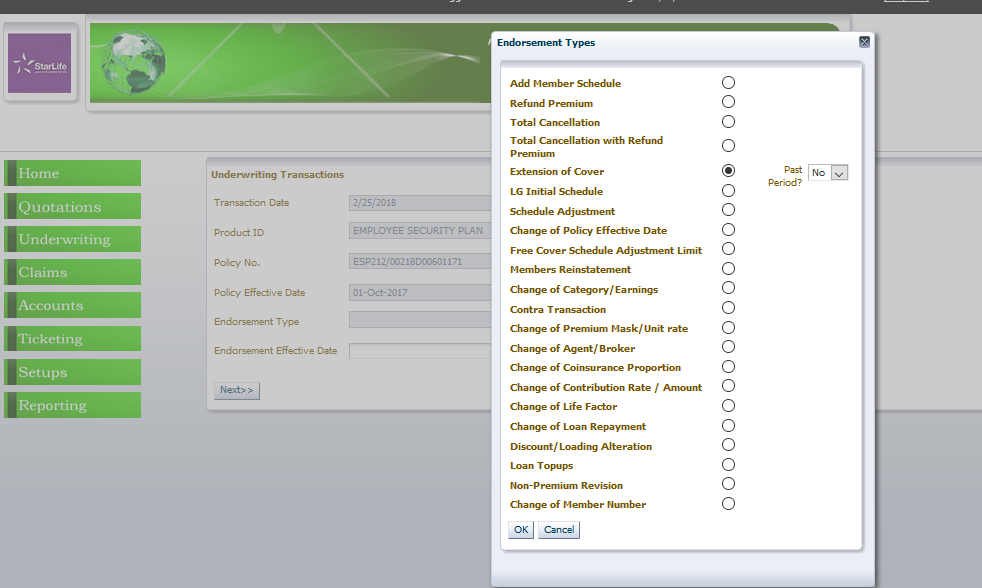 StarLife
Endorsement Types
Add Member Schedule
Refund Premium
Total Cancellation
Total Cancellation with Refund
Premium
Extension of Cover
Past
Period?
No
LG Initial Schedule
Schedule Adjustment
Change of Policy Effective Date
Free Cover Schedule Adjustment Limit
Members Reinstatement
Change of Category/Earnings
Contra Transaction
Change of Premium Mask/Unit rate
Change of Agent/Broker
Change of Coinsurance Proportion
Change of Contribution Rate / Amount
Change of Life Factor
Change of Loan Repayment
Discount/Loading Alteration
Loan Topups
Non-Premium Revision
Change of Member Number
OK Cancel
Home
Quotations
Underwriting
Claims
Accounts
Ticketing
Setups
Reporting
Underwriting Transactions
Transaction Date 2/25/2018
Product ID EMPLOYEE SECURITY PLAN
Policy No. ESP212/00218D00601171
Policy Effective Date 01-Oct-2017
Endorsement Type
Endorsement Effective Date
Next>>